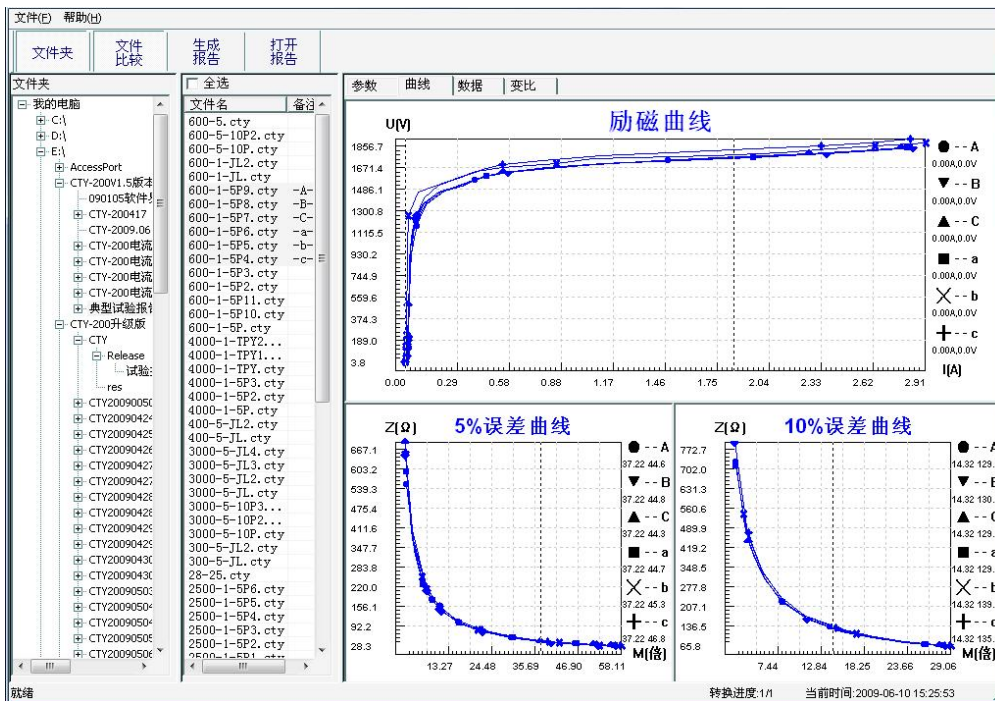 文件(F) 帮助(H)
文件夹
文件
比较
生成
报告
打开
报告
文件夹
我的电脑
C:\
D:\
E:\
AccessPort
CTY-200V1.5版本
090105软件
CTY-200417
CTY-2009.06
CTY-200电流
CTY-200电流
CTY-200电流
CTY-200电流
典型试验报
CTY-200升级版
CTY
Release
试验
res
CTY2009050
CTY20090424
CTY20090425
CTY20090426
CTY20090427
CTY20090427
CTY20090428
CTY20090428
CTY20090429
CTY20090429
CTY20090430
CTY20090430
CTY20090503
CTY20090504
CTY20090504
CTY20090505
CTY20090506
全选
文件名 备注
600-5.cty
600-5-10P2.cty
600-5-10P.cty
600-1-JL2.cty
600-1-JL.cty
600-1-5P9.cty -A-
600-1-5P8.cty -B-
600-1-5P7.cty -C-
600-1-5P6.cty -a-
600-1-5P5.cty -b-
600-1-5P4.cty -c-
600-1-5P3.cty
600-1-5P2.cty
600-1-5P11.cty
600-1-5P10.cty
600-1-5P.cty
4000-1-TPY2...
4000-1-TPY1...
4000-1-TPY.cty
4000-1-5P3.cty
4000-1-5P2.cty
4000-1-5P.cty
400-5-JL2.cty
400-5-JL.cty
3000-5-JL4.cty
3000-5-JL3.cty
3000-5-JL2.cty
3000-5-JL.cty
3000-5-10P3...
3000-5-10P2...
3000-5-10P.cty
300-5-JL2.cty
300-5-JL.cty
28-25.cty
2500-1-5P6.cty
2500-1-5P5.cty
2500-1-5P4.cty
2500-1-5P3.cty
2500-1-5P2.cty
2500-1-5P1.cty
参数 曲线 数据 变比
励磁曲线
U(V)
1856.7
1671.4
1486.1
1300.8
1115.5
930.2
744.9
559.6
374.3
189.0
3.8
0.00 0.29 0.58 0.88 1.17 1.46 1.75 2.04 2.33 2.62 2.91
I(A)
A
0.00A,0.0V
B
0.00A,0.0V
C
0.00A,0.0V
a
0.00A,0.0V
b
0.00A,0.0V
c
0.00A,0.0V
5%误差曲线
Z(Ω)
667.1
603.2
539.3
475.4
411.6
347.7
283.8
220.0
156.1
92.2
28.3
13.27 24.48 35.69 46.90 58.11
M(倍)
A
37.22 44.6
B
37.22 44.8
C
37.22 44.3
a
37.22 44.7
b
37.22 45.3
c
37.22 46.8
10%误差曲线
Z(Ω)
772.7
702.0
631.3
560.6
489.9
419.2
348.5
277.8
207.1
136.5
65.8
7.44 12.84 18.25 23.66 29.06
M(倍)
A
14.32 129.
B
14.32 130.
C
14.32 129.
a
14.32 129.
b
14.32 139.
c
14.32 135.
就绪
转换进度:1/1 当前时间:2009-06-10 15:25:53